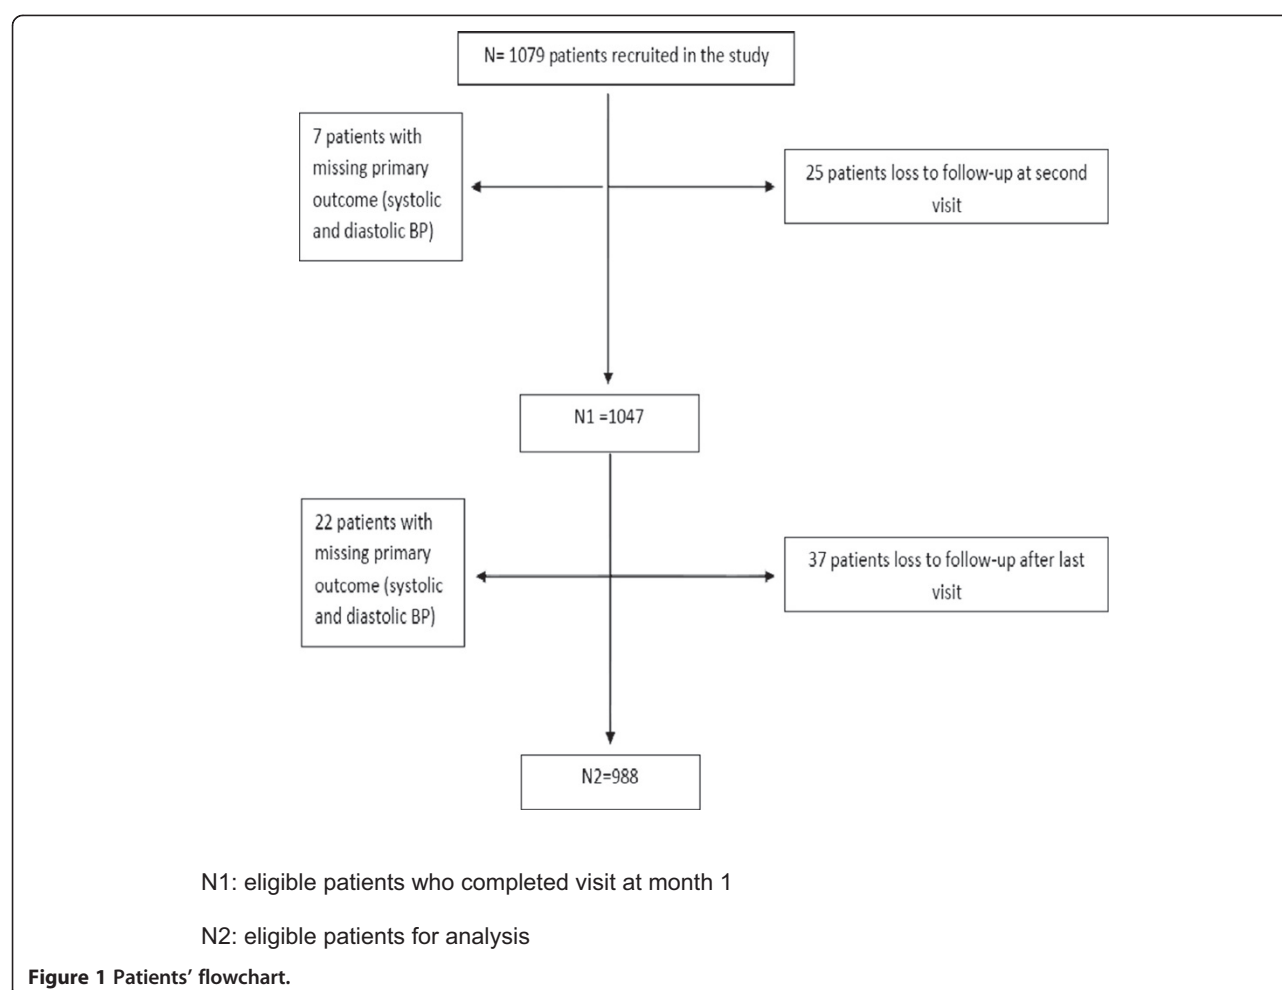 N= 1079 patients recruited in the study
7 patients with
missing primary
outcome (systolic
and diastolic BP)
25 patients loss to follow-up at second
visit
N1 =1047
22 patients with
missing primary
outcome (systolic
and diastolic BP)
37 patients loss to follow-up after last
visit
N2=988
N1: eligible patients who completed visit at month 1
N2: eligible patients for analysis
Figure 1 Patients’ flowchart.